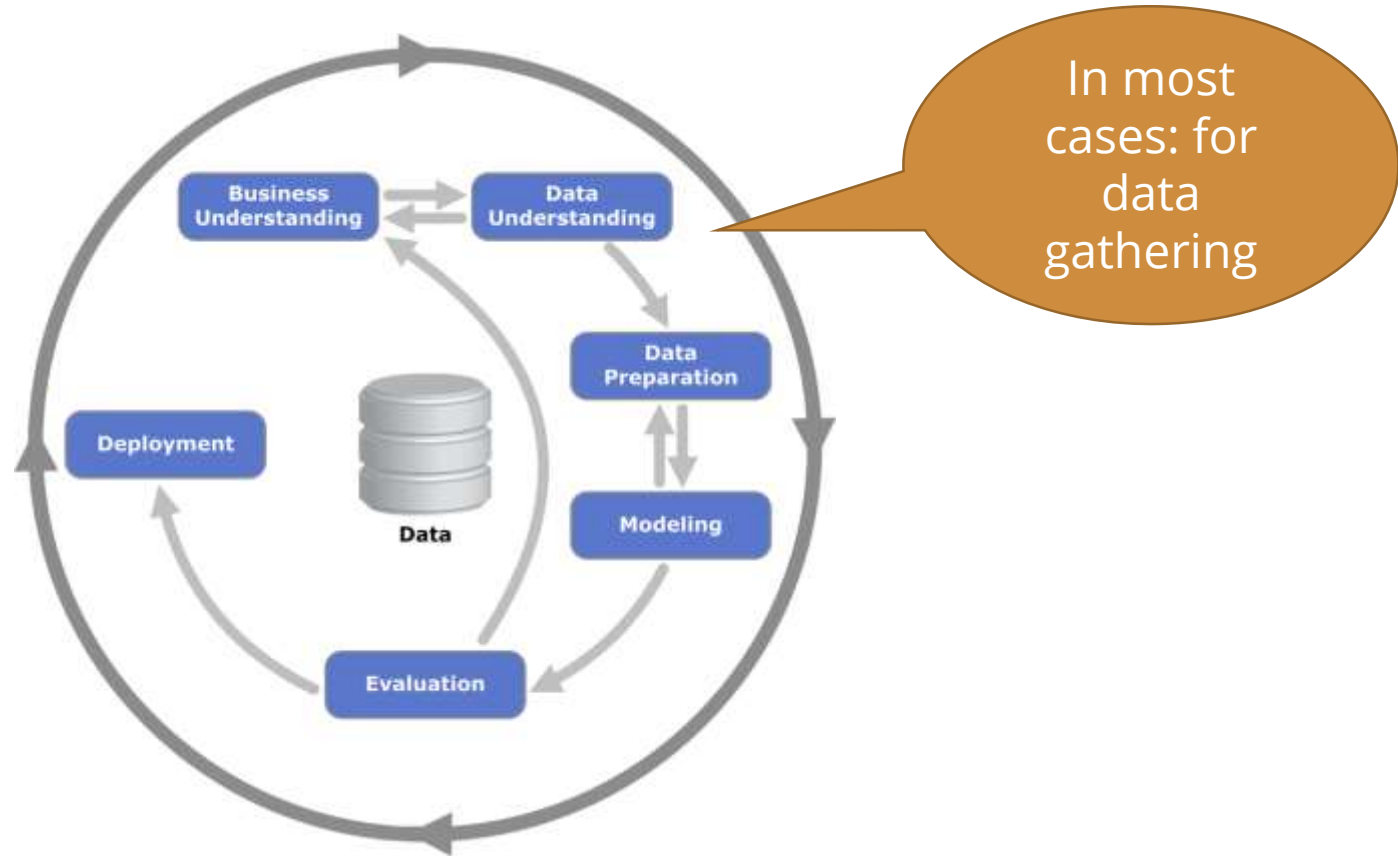 In most
cases: for
data
gathering
Business
Understanding
Data
Understanding
Data
Preparation
Deployment
Modeling
Data
Evaluation